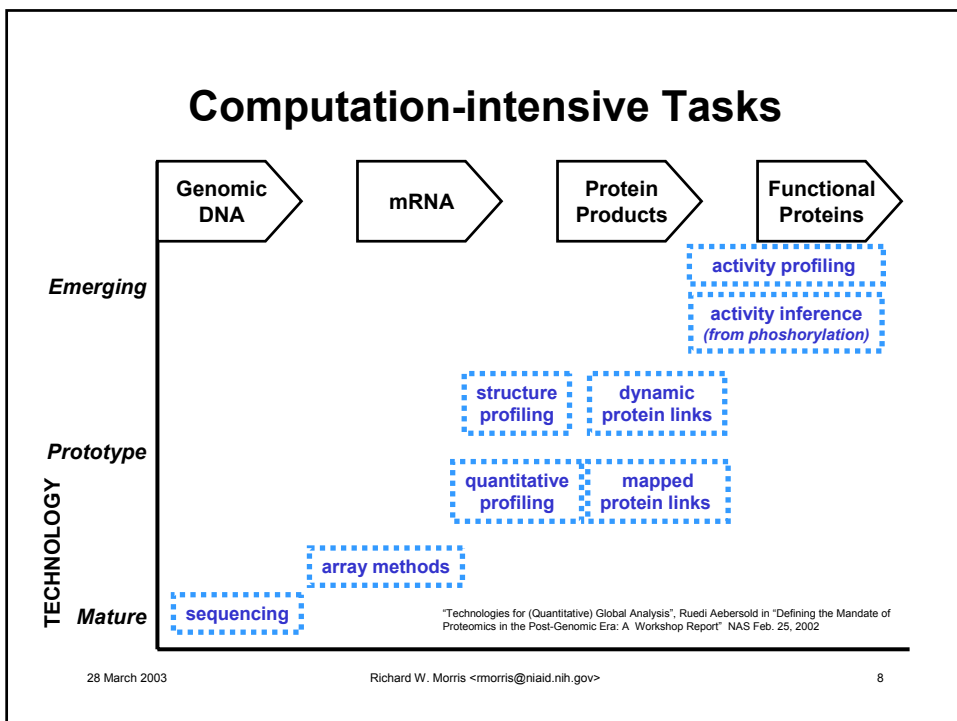 Computation-intensive Tasks
Genomic
DNA
mRNA
Protein
Products
Functional
Proteins
Emerging
activity profiling
activity inference
(from phoshorylation)
structure
profiling
dynamic
protein links
Prototype
quantitative
profiling
mapped
protein links
TECHNOLOGY
array methods
Mature
sequencing
"Technologies for (Quantitative) Global Analysis", Ruedi Aebersold in "Defining the Mandate of
Proteomics in the Post-Genomic Era: A Workshop Report" NAS Feb. 25, 2002
28 March 2003
Richard W. Morris <rmorris@niaid.nih.gov>
8